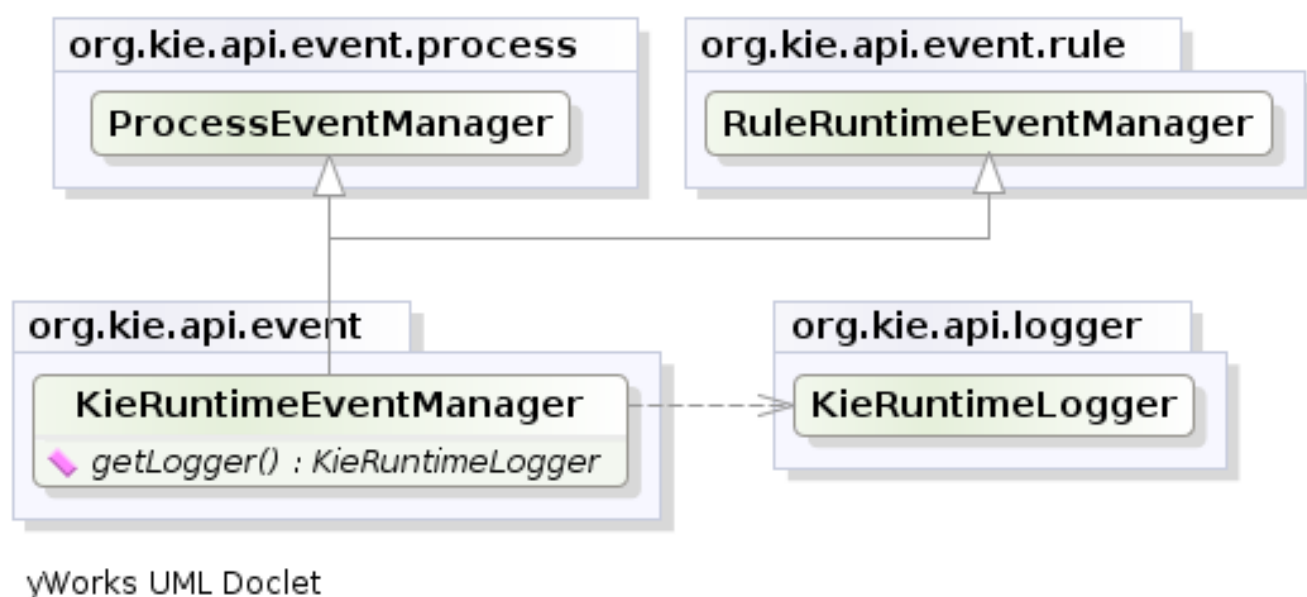 org.kie.api.event.process
ProcessEventManager
org.kie.api.event.rule
RuleRuntimeEventManager
org.kie.api.event
KieRuntimeEventManager
getLogger() : KieRuntimeLogger
org.kie.api.logger
KieRuntimeLogger
yWorks UML Doclet